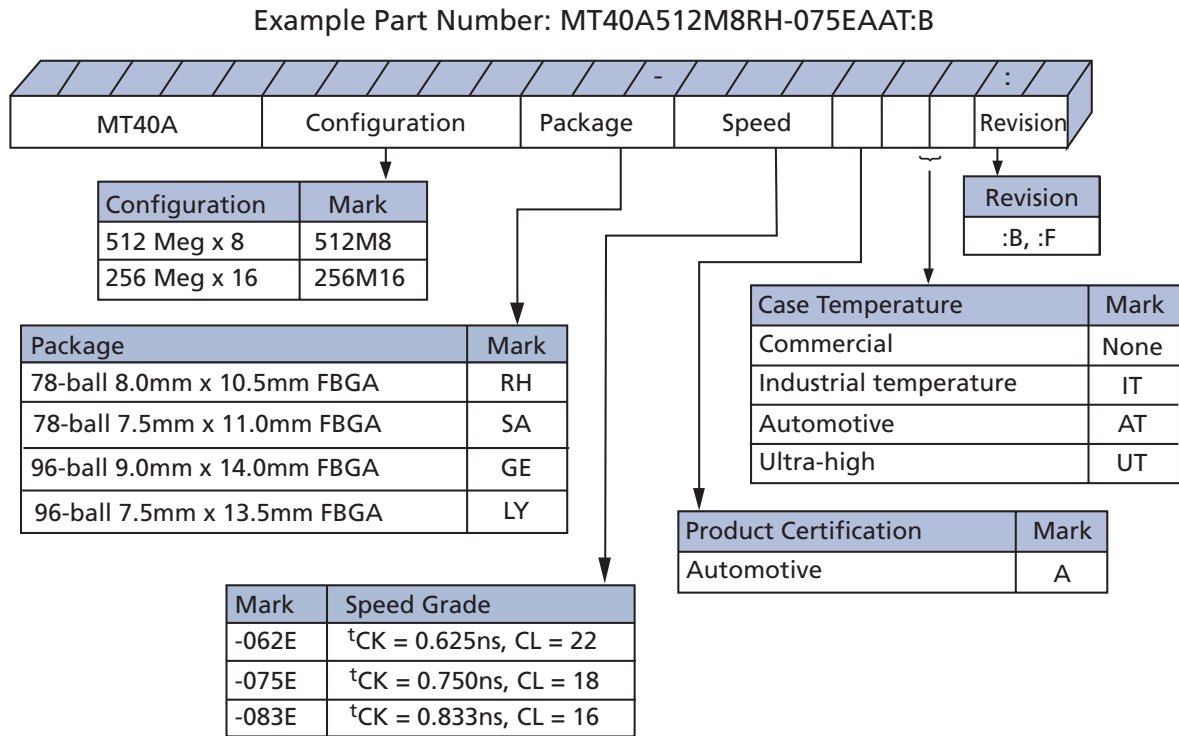 Example Part Number: MT40A512M8RH-075EAAT:B
- :
MT40A Configuration Package Speed Revision
Configuration Mark
512 Meg x 8 512M8
256 Meg x 16 256M16
Revision
:B, :F
Package Mark
78-ball 8.0mm x 10.5mm FBGA RH
78-ball 7.5mm x 11.0mm FBGA SA
96-ball 9.0mm x 14.0mm FBGA GE
96-ball 7.5mm x 13.5mm FBGA LY
Case Temperature Mark
Commercial None
Industrial temperature IT
Automotive AT
Ultra-high UT
Product Certification Mark
Automotive A
Mark Speed Grade
-062E tCK = 0.625ns, CL = 22
-075E tCK = 0.750ns, CL = 18
-083E tCK = 0.833ns, CL = 16